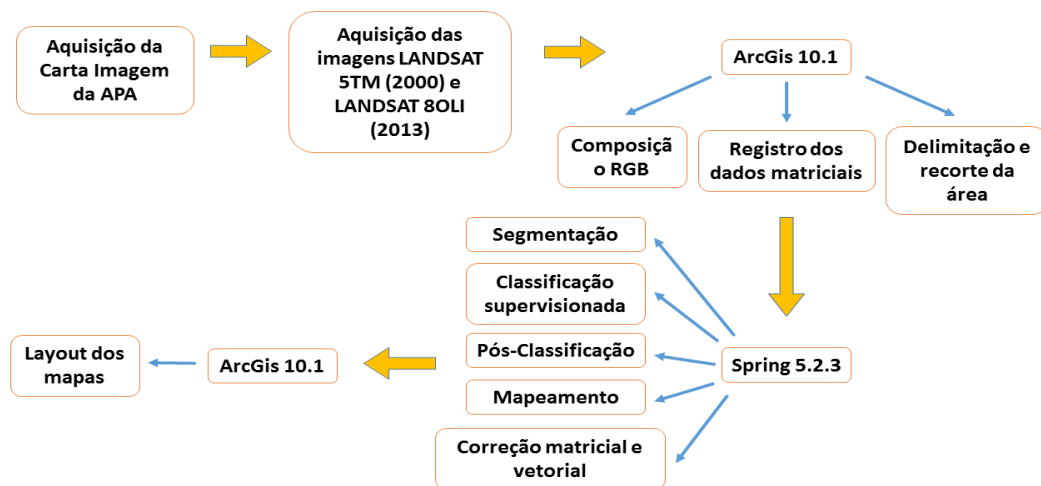 Aquisição da
Carta Imagem
da APA
Aquisição das
imagens LANDSAT
5TM (2000) e
LANDSAT 8OLI
(2013)
ArcGis 10.1
Composiçã
o RGB
Registro dos
dados matriciais
Delimitação e
recorte da
área
Spring 5.2.3
Segmentação
Classificação
supervisionada
Pós-Classificação
Mapeamento
Correção matricial e
vetorial
ArcGis 10.1
Layout dos
mapas